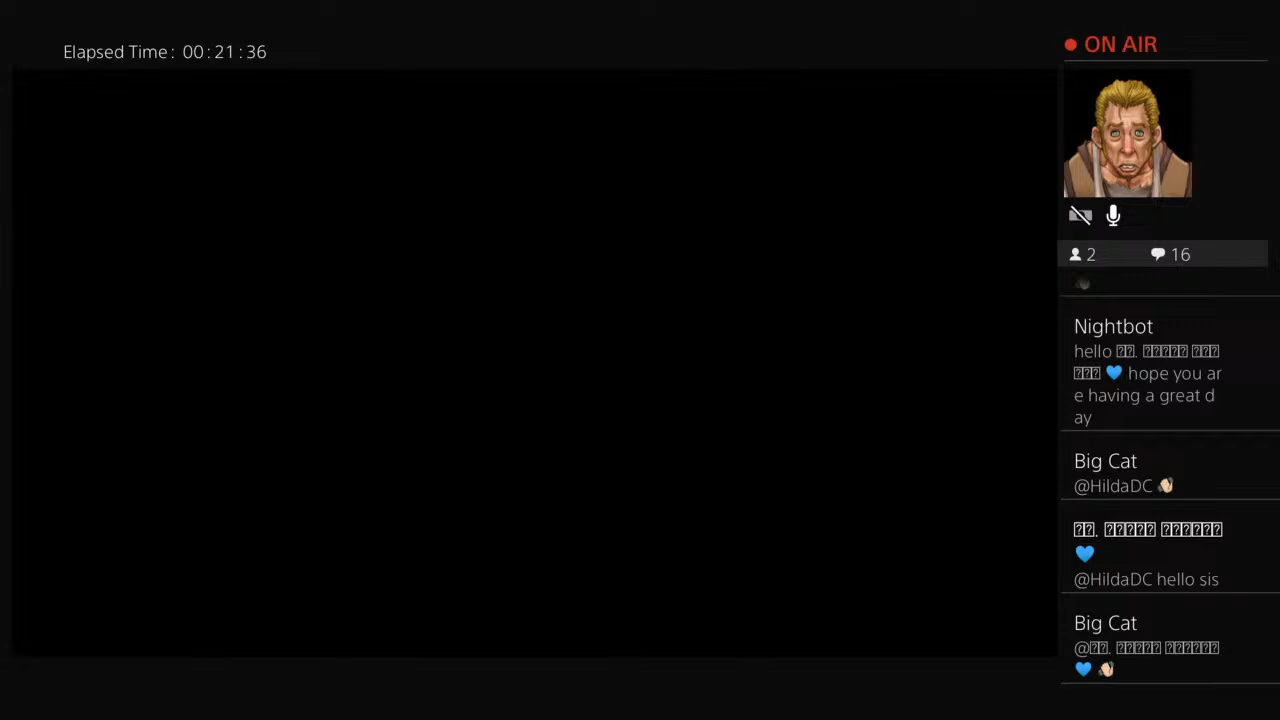 Elapsed Time: 00:21:36
ON AIR
2
16
Nightbot
hello
💙 hope you ar
e having a great d
ay
Big Cat
@HildaDC 👋🏻
💙
@HildaDC hello sis
Big Cat
@
💙 👋🏻